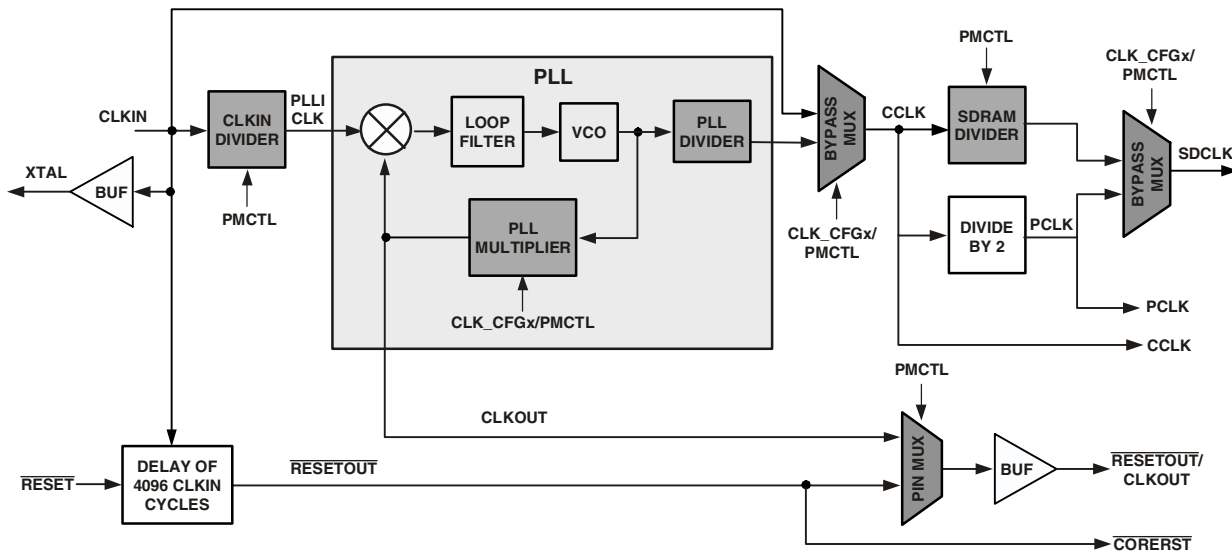 PMCTL
CLK_CFGx/
PMCTL
PLL
CLKIN
CLKIN
DIVIDER
PLLI
CLK
LOOP
FILTER
VCO
PLL
DIVIDER
BYPASS
MUX
CCLK
SDRAM
DIVIDER
BYPASS
MUX
SDCLK
XTAL
BUF
PMCTL
PLL
MULTIPLIER
CLK_CFGx/
PMCTL
DIVIDE
BY 2
PCLK
CLK_CFGx/PMCTL
PCLK
CCLK
PMCTL
CLKOUT
RESET
DELAY OF
4096 CLKIN
CYCLES
RESETOUT
PIN MUX
BUF
RESETOUT/
CLKOUT
CORERST